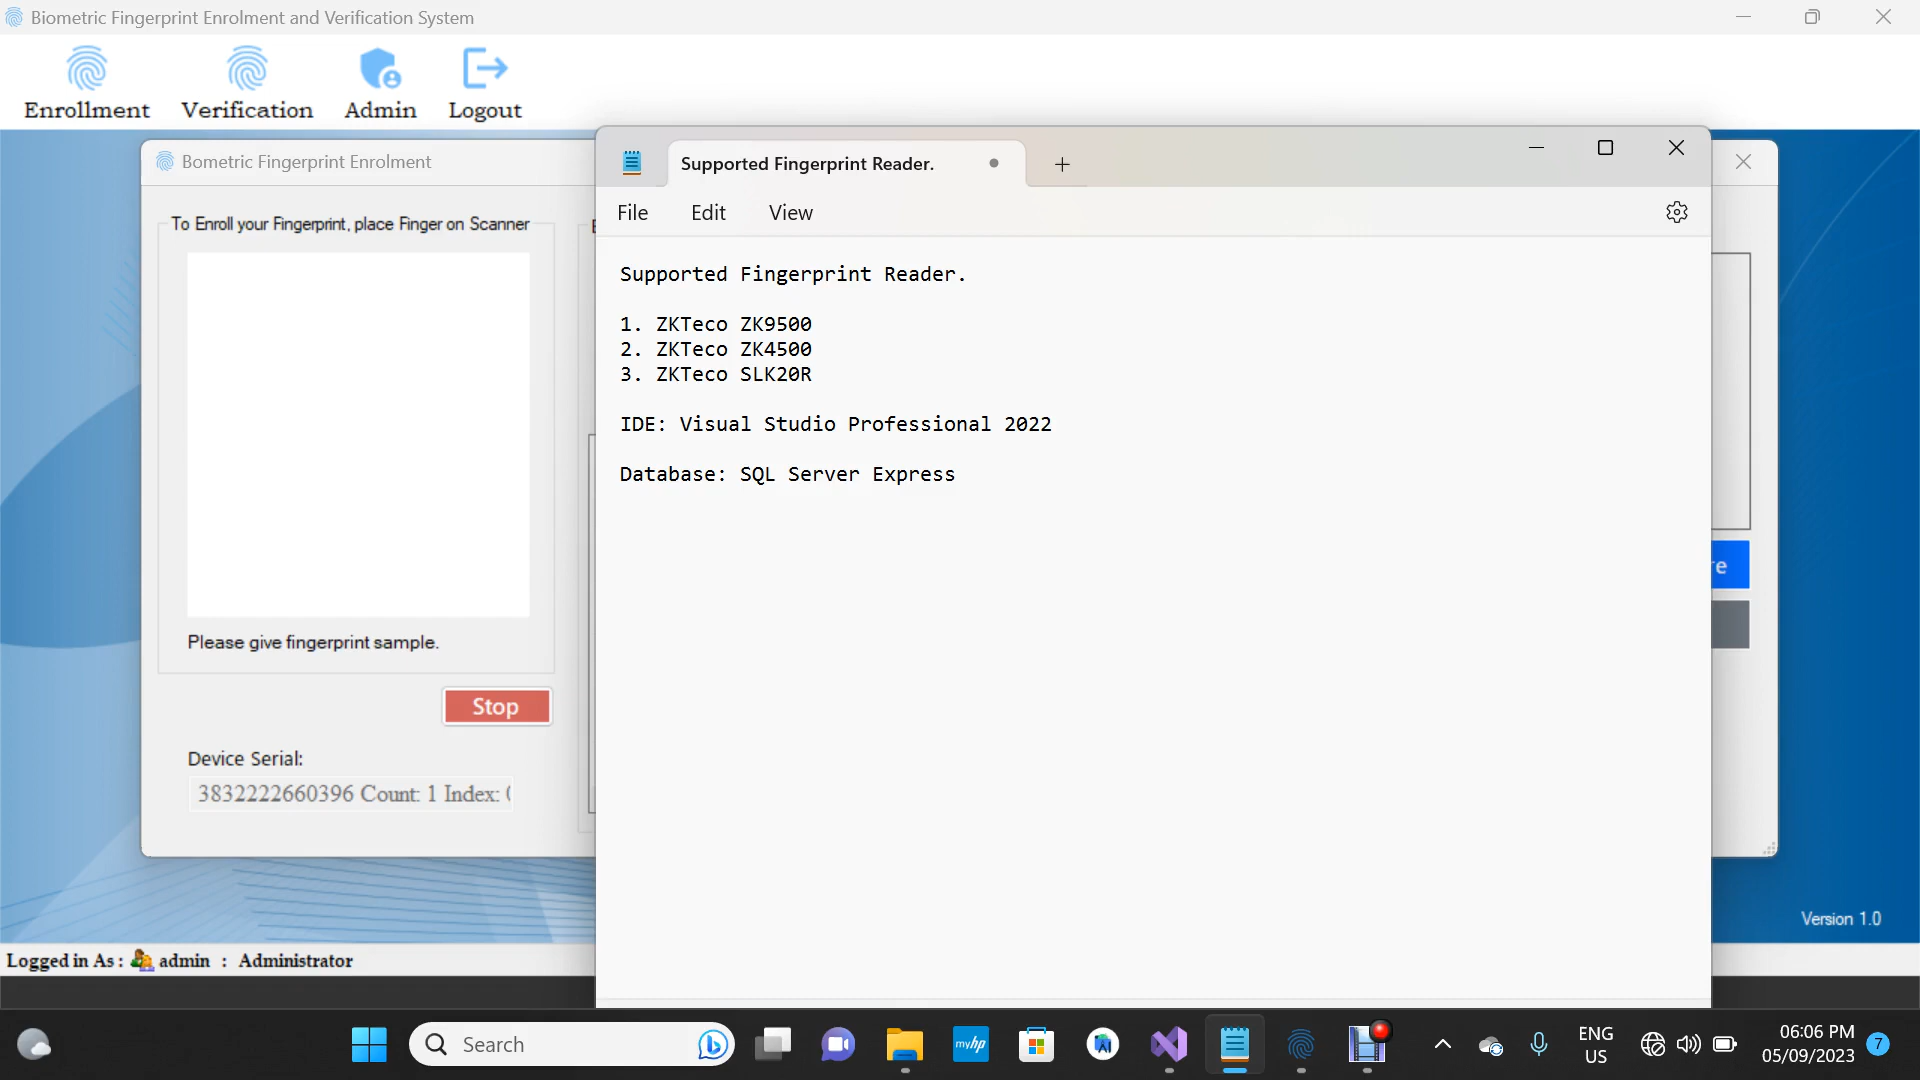 Biometric Fingerprint Enrolment and Verification System
Enrollment
Verification
Admin
Logout
Bometric Fingerprint Enrolment
To Enroll your Fingerprint, place Finger on Scanner
Please give fingerprint sample.
Stop
Device Serial:
3832222660396 Count: 1 Index:
Supported Fingerprint Reader.
File
Edit
View
Supported Fingerprint Reader.
1. ZKTeco ZK9500
2. ZKTeco ZK4500
3. ZKTeco SLK20R
IDE: Visual Studio Professional 2022
Database: SQL Server Express
re
Version 1.0
Logged in As : admin : Administrator
Search
myhp
ENG
US
06:06 PM
05/09/2023
7